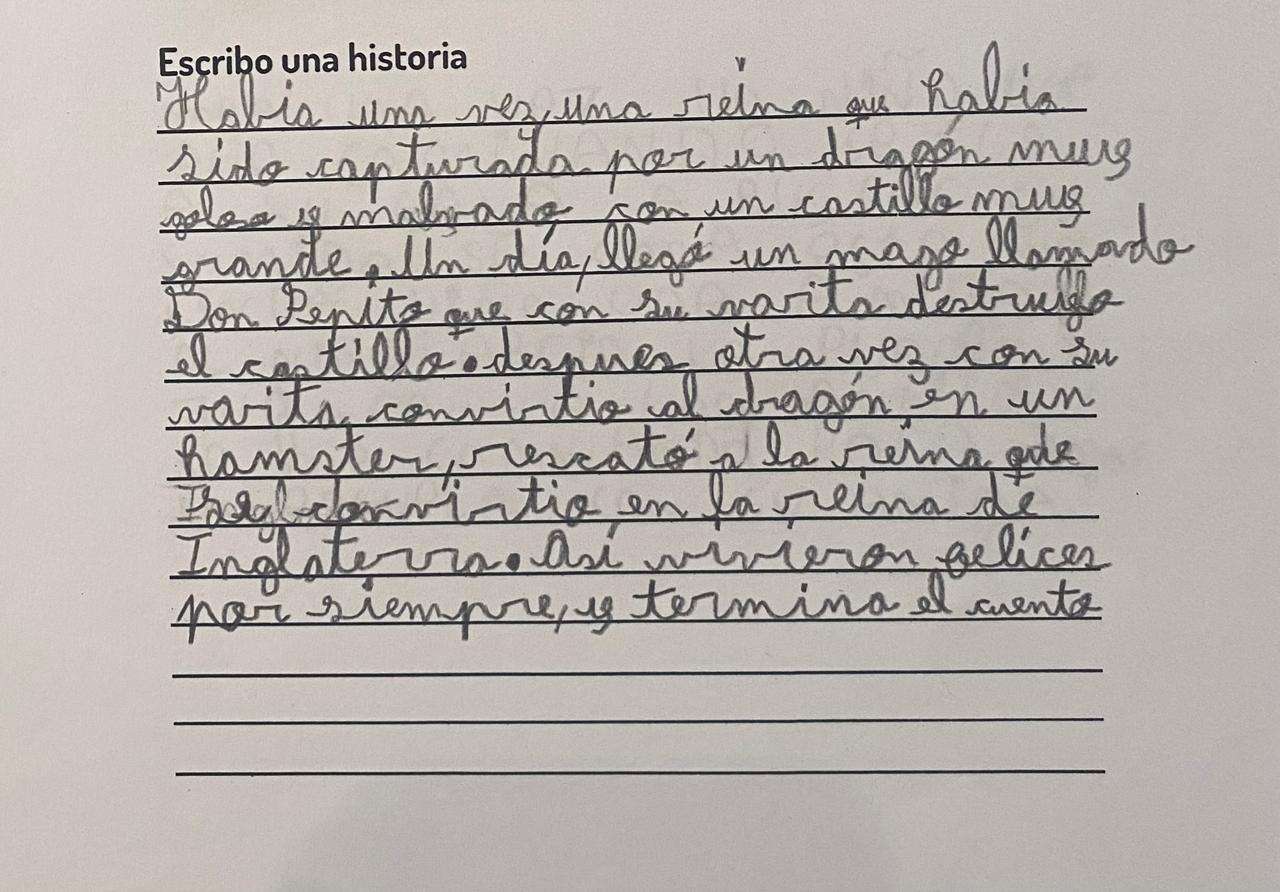 Escribo una historia
Habia una vez, una reina que habia
sido capturada por un dragón muy
goloso y malvado con un castillo muy
grande. Un día, llegó un mago llamado
Don Pepito que con su varita destruyo
el castillo. despues otra vez con su
varita convirtio al dragón en un
hamster, rescató a la reina que
convirtio en la reina de
Inglaterra. Así vivieron felices
por siempre, y termina el cuento